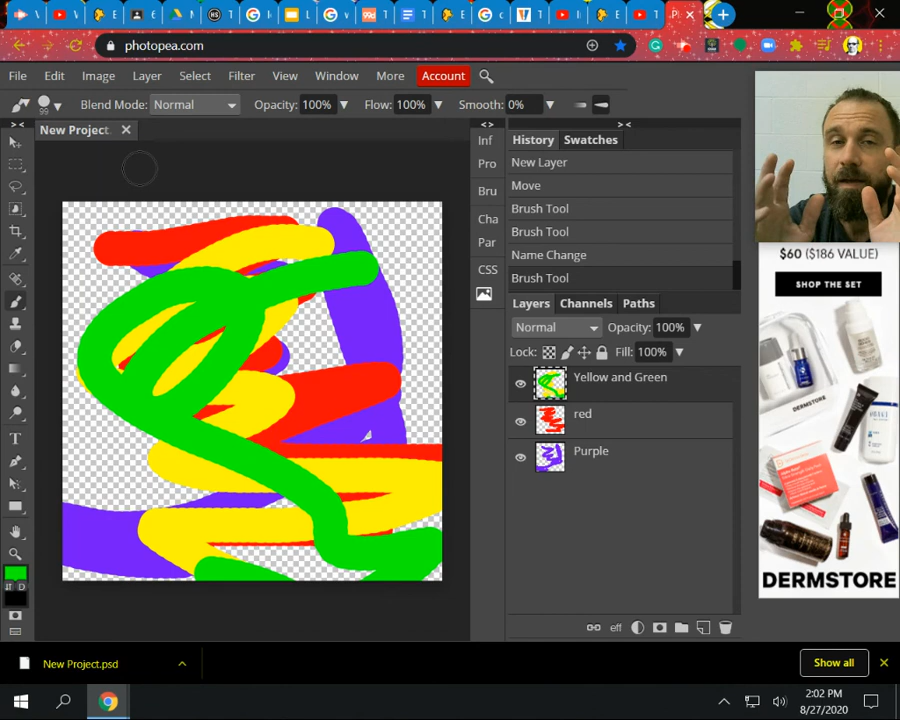 photopea.com
File Edit Image Layer Select Filter View Window More Account
99 Blend Mode: Normal Opacity: 100% Flow: 100% Smooth: 0%
New Project.
Inf
Pro
Bru
Cha
Par
CSS
History Swatches
New Layer
Move
Brush Tool
Brush Tool
Name Change
Brush Tool
Layers Channels Paths
Normal Opacity: 100%
Lock: Fill: 100%
Yellow and Green
red
Purple
eff
D
$60 ($186 VALUE)
SHOP THE SET
DERMSTORE
New Project.psd
Show all
2:02 PM
8/27/2020